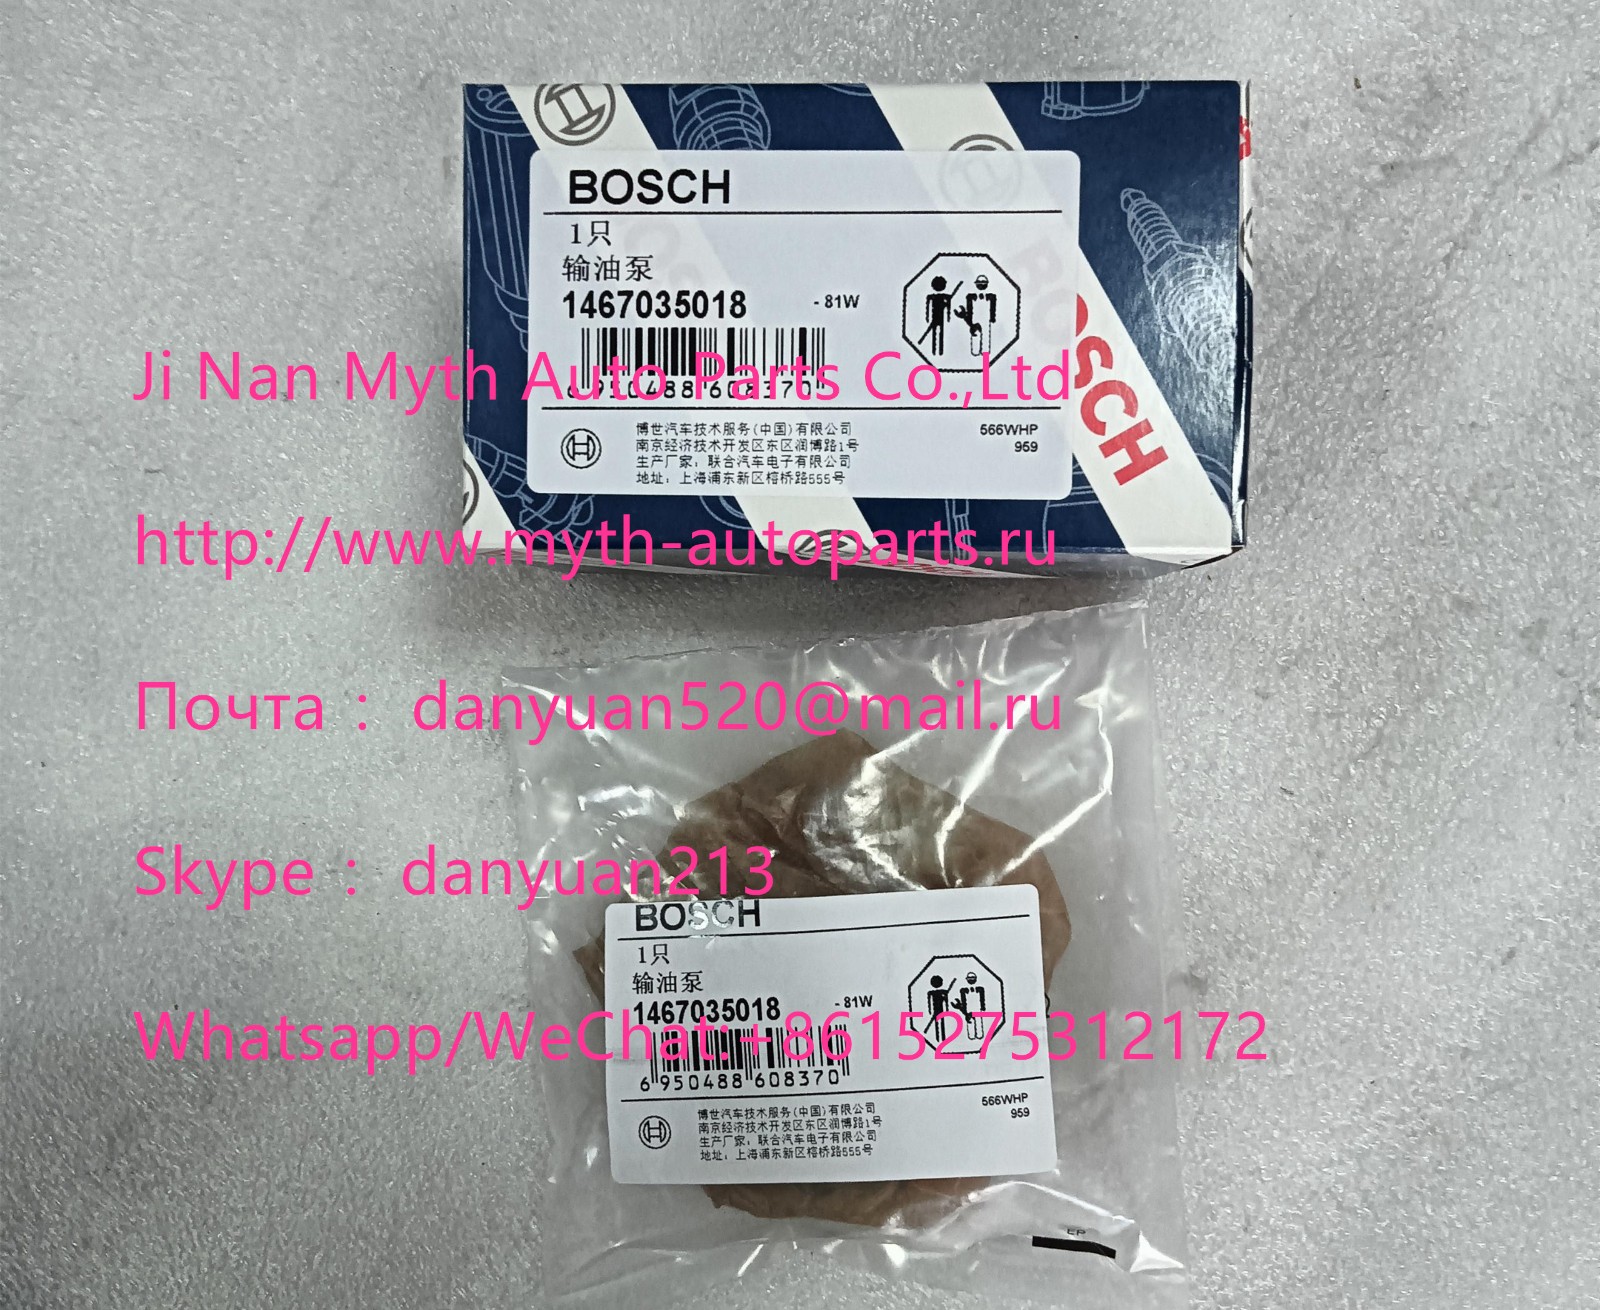 BOSCH
1只
输油泵
1467035018 - 81W
6 950488 608370
博世汽车技术服务(中国)有限公司 566WHP
南京经济技术开发区东区润博路1号 959
生产厂家：联合汽车电子有限公司
地址：上海浦东新区榕桥路555号
BOSCH
Ji Nan Myth Auto Parts Co.,Ltd
http://www.myth-autoparts.ru
Почта： danyuan520@mail.ru
Skype： danyuan213
Whatsapp/WeChat:+8615275312172
BOSCH
1只
输油泵
1467035018 - 81W
6 950488 608370
博世汽车技术服务(中国)有限公司 566WHP
南京经济技术开发区东区润博路1号 959
生产厂家：联合汽车电子有限公司
地址：上海浦东新区榕桥路555号
EP